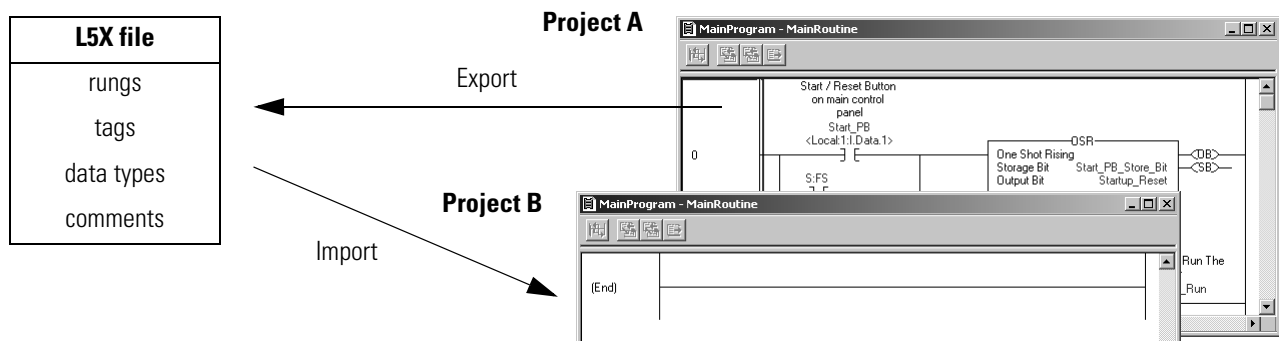 L5X file
rungs
tags
data types
comments
Export
Import
Project A
MainProgram - MainRoutine
Start / Reset Button
on main control
panel
Start_PB
<Local:1:I.Data.1>
0
S:FS
OSR
One Shot Rising
Storage Bit Start_PB_Store_Bit
Output Bit Startup_Reset
OB
SB
Run The
_Run
Project B
MainProgram - MainRoutine
(End)